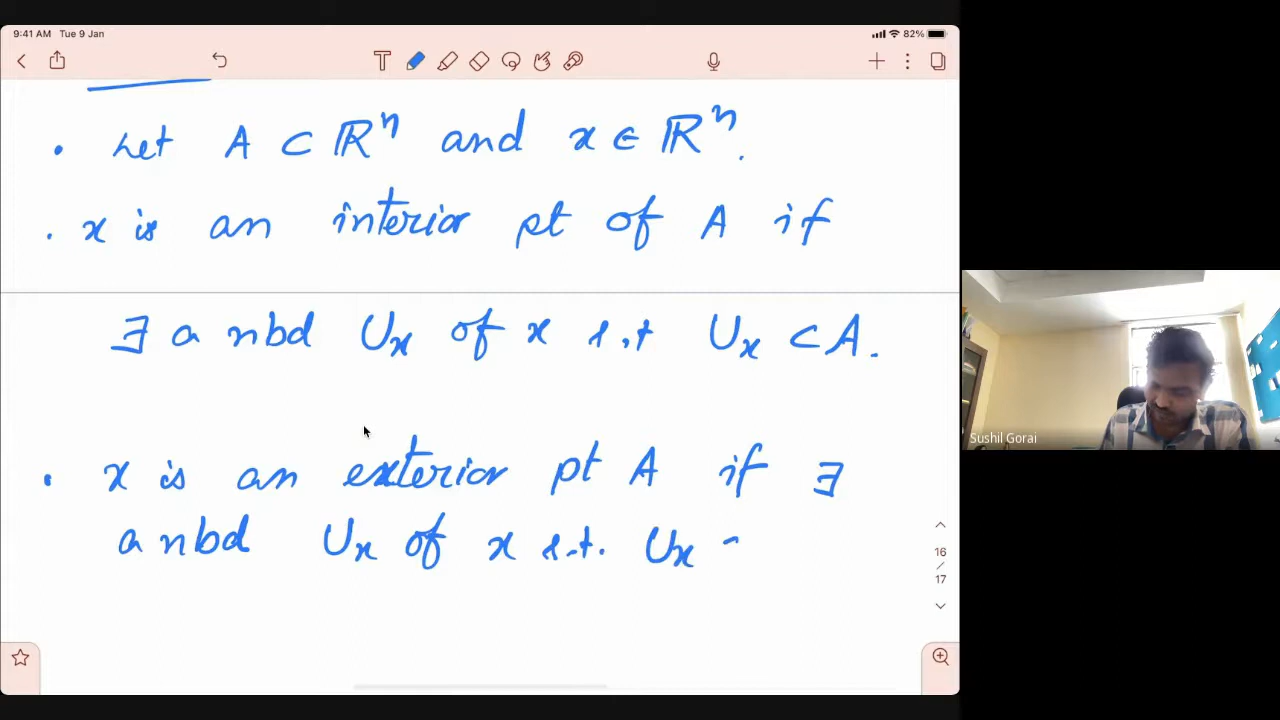 9:41 AM Tue 9 Jan
82%
T
• Let A ⊂ ℝⁿ and x ∈ ℝⁿ.
. x is an interior pt of A if
∃ a nbd Uₓ of x s.t Uₓ ⊂ A.
• x is an exterior pt A if ∃
a nbd Uₓ of x s.t. Uₓ
16
/
17
Sushil Gorai